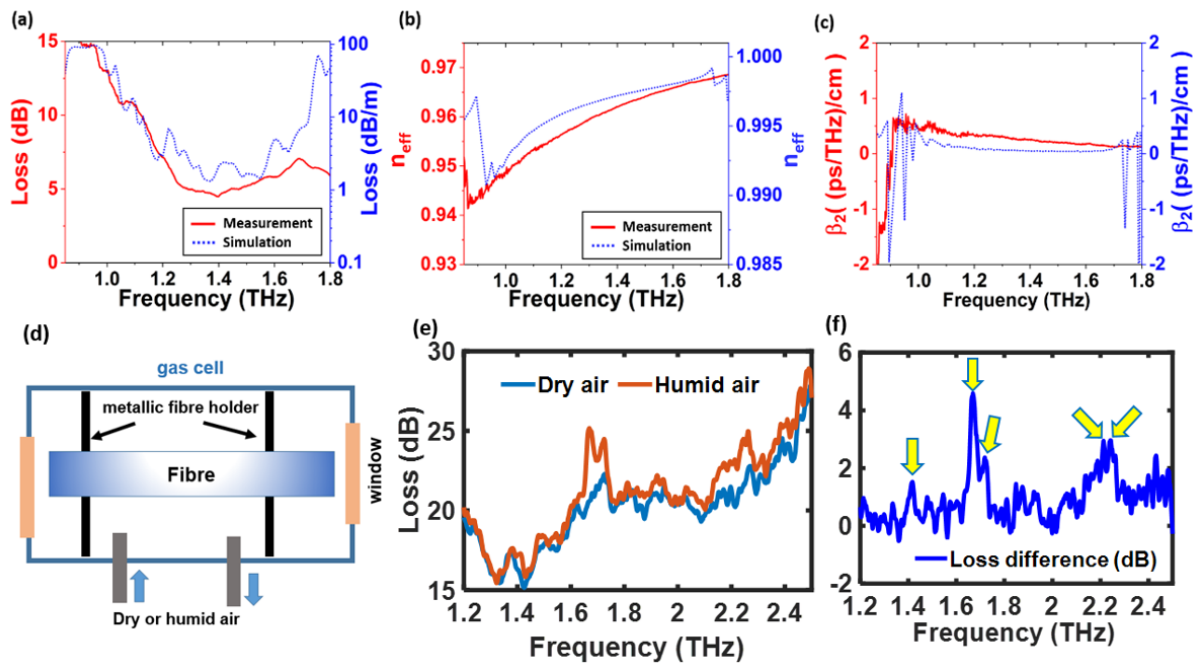 (a)
15
10
5
0
Loss (dB)
100
10
1
0.1
Loss (dB/m)
Measurement
Simulation
1.0
1.2
1.4
1.6
1.8
Frequency (THz)
(b)
0.97
0.96
0.95
0.94
0.93
neff
1.000
0.995
0.990
0.985
neff
Measurement
Simulation
1.0
1.2
1.4
1.6
1.8
Frequency (THz)
(c)
2
1
0
-1
-2
β2( (ps/THz)/cm)
2
1
0
-1
-2
β2( (ps/THz)/cm)
Measurement
Simulation
1.0
1.2
1.4
1.6
1.8
Frequency (THz)
(d)
gas cell
metallic fibre holder
Fibre
window
Dry or humid air
(e)
30
25
20
15
Loss (dB)
Dry air
Humid air
1.2
1.4
1.6
1.8
2
2.2
2.4
Frequency (THz)
(f)
6
4
2
0
-2
Loss difference (dB)
1.2
1.4
1.6
1.8
2
2.2
2.4
Frequency (THz)